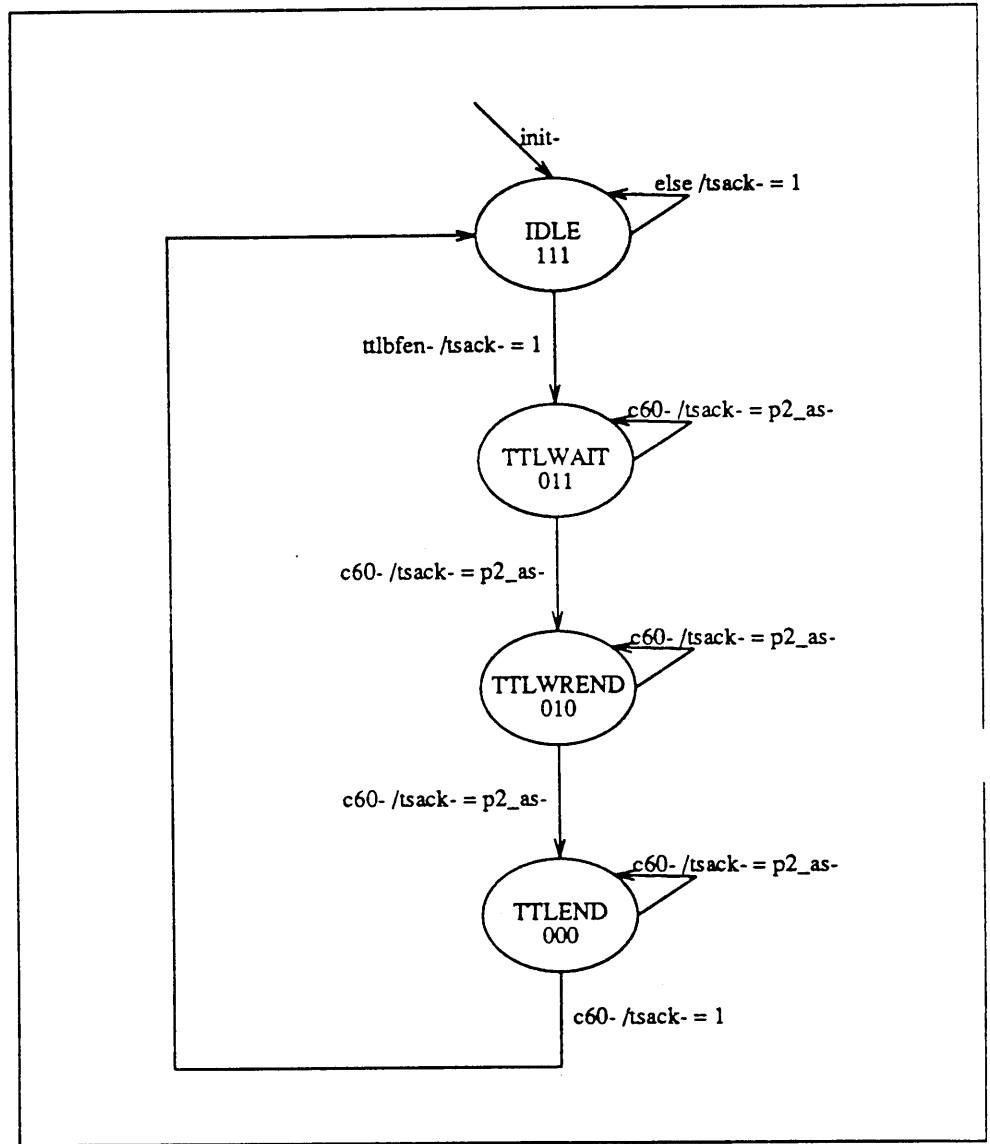 init-
else /tsack- = 1
IDLE
111
ttlbfen- /tsack- = 1
c60- /tsack- = p2_as-
TTLWAIT
011
c60- /tsack- = p2_as-
c60- /tsack- = p2_as-
TTLWREND
010
c60- /tsack- = p2_as-
c60- /tsack- = p2_as-
TTLEND
000
c60- /tsack- = 1